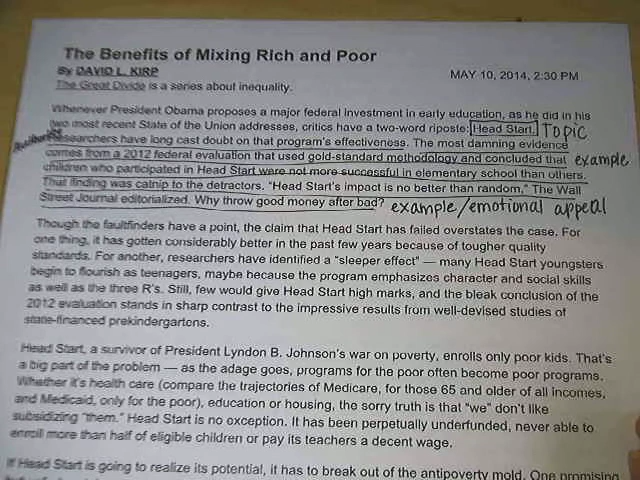 The Benefits of Mixing Rich and Poor
By DAVID L. KIRP
MAY 10, 2014, 2:30 PM
The Great Divide is a series about inequality.
Whenever President Obama proposes a major federal investment in early education, as he did in his
two most recent State of the Union addresses, critics have a two-word riposte: Head Start. Topic
Researchers have long cast doubt on that program's effectiveness. The most damning evidence
comes from a 2012 federal evaluation that used gold-standard methodology and concluded that example
children who participated in Head Start were not more successful in elementary school than others.
That finding was catnip to the detractors. "Head Start's impact is no better than random," The Wall
Street Journal editorialized. Why throw good money after bad? example/emotional appeal
Though the faultfinders have a point, the claim that Head Start has failed overstates the case. For
one thing, it has gotten considerably better in the past few years because of tougher quality
standards. For another, researchers have identified a "sleeper effect" — many Head Start youngsters
begin to flourish as teenagers, maybe because the program emphasizes character and social skills
as well as the three R's. Still, few would give Head Start high marks, and the bleak conclusion of the
2012 evaluation stands in sharp contrast to the impressive results from well-devised studies of
state-financed prekindergartens.
Head Start, a survivor of President Lyndon B. Johnson's war on poverty, enrolls only poor kids. That's
a big part of the problem — as the adage goes, programs for the poor often become poor programs.
Whether it's health care (compare the trajectories of Medicare, for those 65 and older of all incomes,
and Medicaid, only for the poor), education or housing, the sorry truth is that "we" don't like
subsidizing "them." Head Start is no exception. It has been perpetually underfunded, never able to
enroll more than half of eligible children or pay its teachers a decent wage.
If Head Start is going to realize its potential, it has to break out of the antipoverty mold. One promising